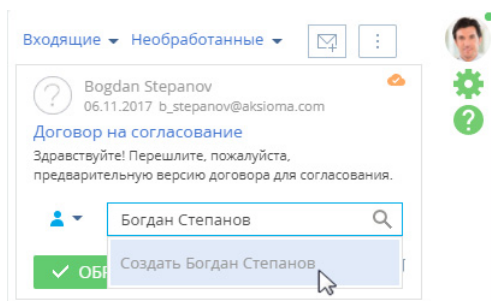 Входящие Необработанные
Bogdan Stepanov
06.11.2017 b_stepanov@aksioma.com
Договор на согласование
Здравствуйте! Перешлите, пожалуйста,
предварительную версию договора для согласования.
Богдан Степанов
Создать Богдан Степанов